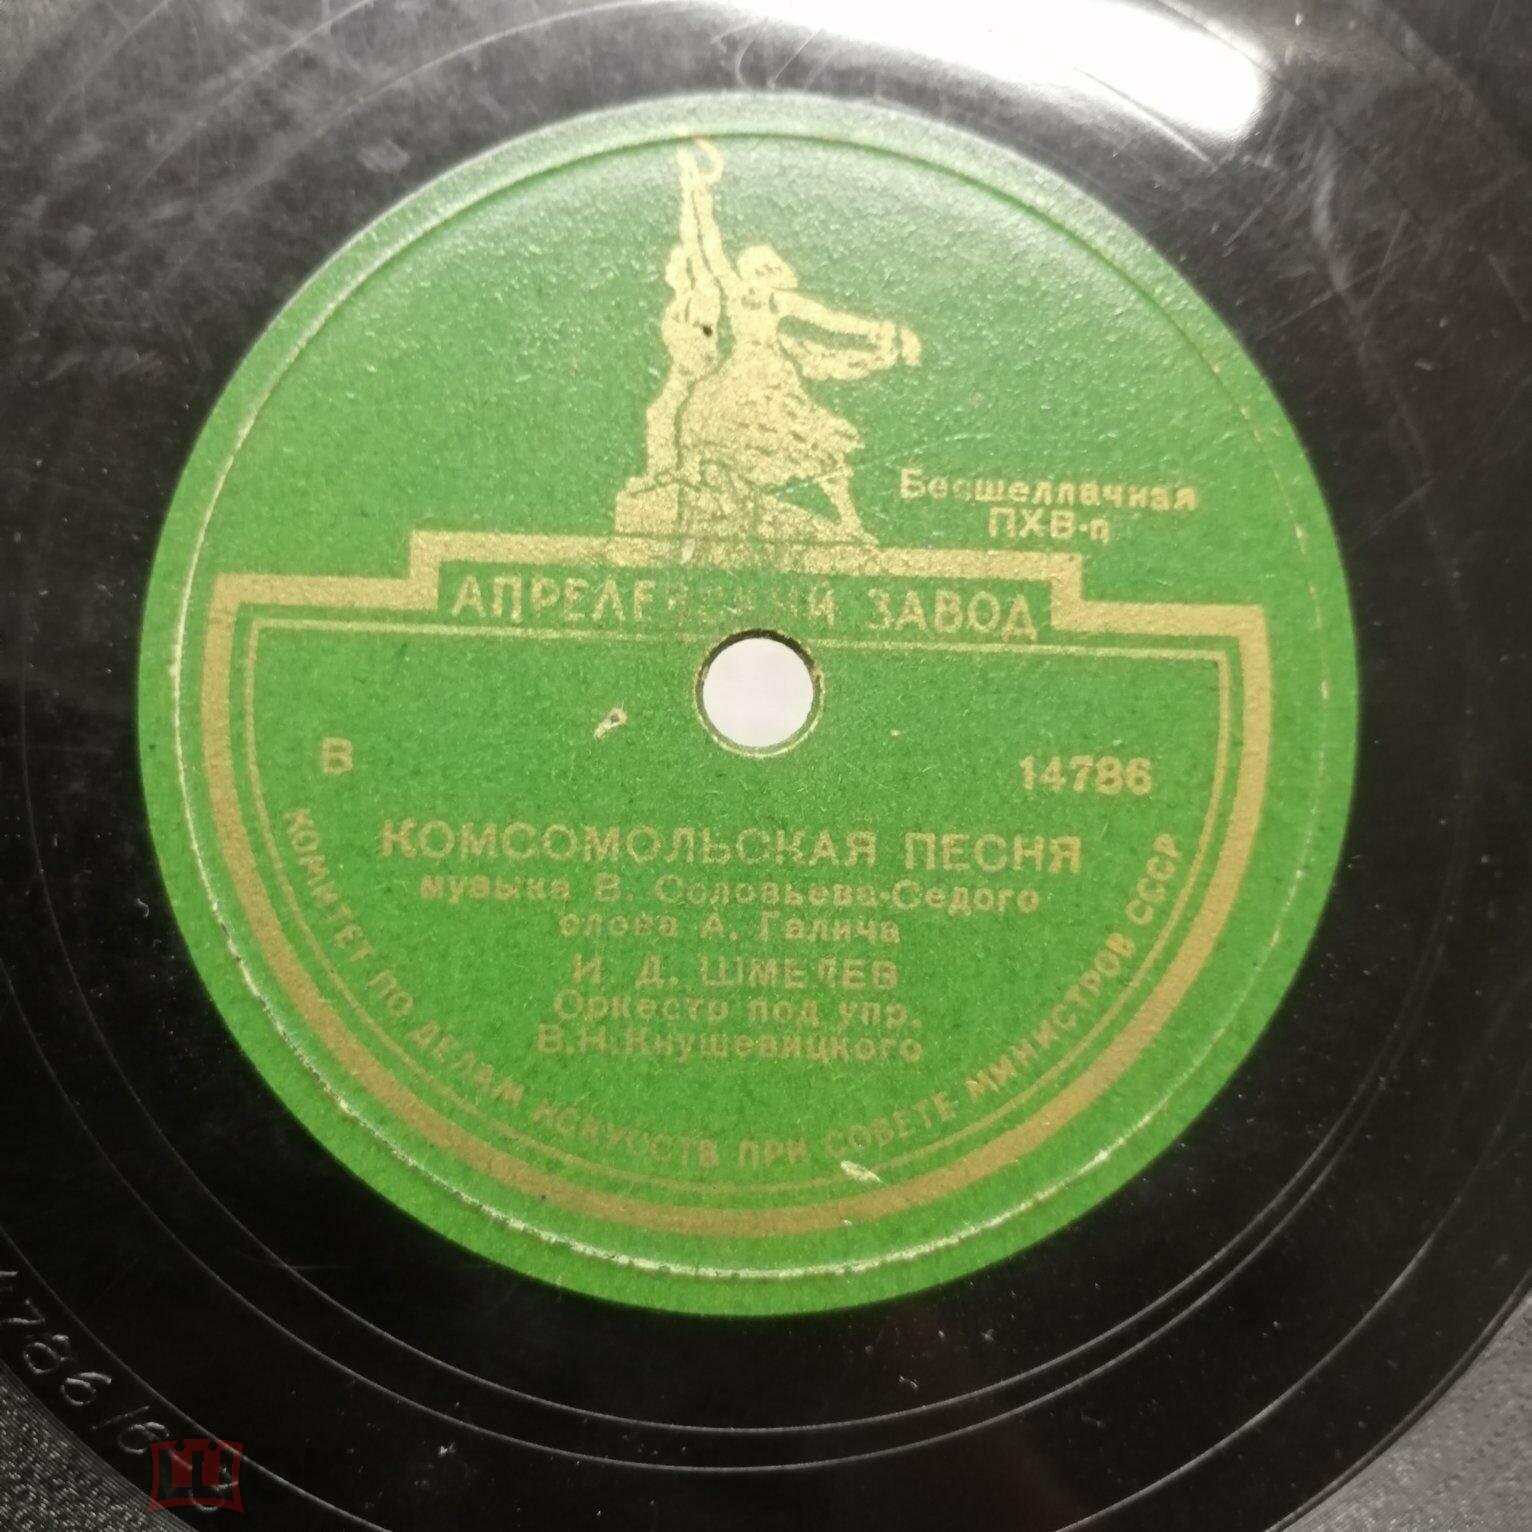 Бесшеллачная
ПХВ-п
АПРЕЛЕВСКИЙ ЗАВОД
В 14786
КОМСОМОЛЬСКАЯ ПЕСНЯ
музыка В. Соловьева-Седого
слова А. Галича
И. Д. ШМЕЛЕВ
Оркестр под упр.
В.Н.Кнушевицкого
КОМИТЕТ ПО ДЕЛАМ ИСКУССТВ ПРИ СОВЕТЕ МИНИСТРОВ СССР